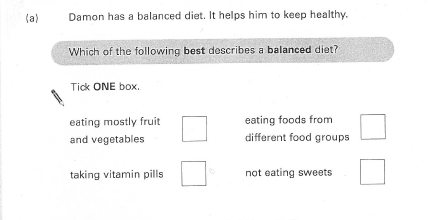 (a) Damon has a balanced diet. It helps him to keep healthy.
Which of the following best describes a balanced diet?
Tick ONE box.
eating mostly fruit
and vegetables
eating foods from
different food groups
taking vitamin pills
not eating sweets